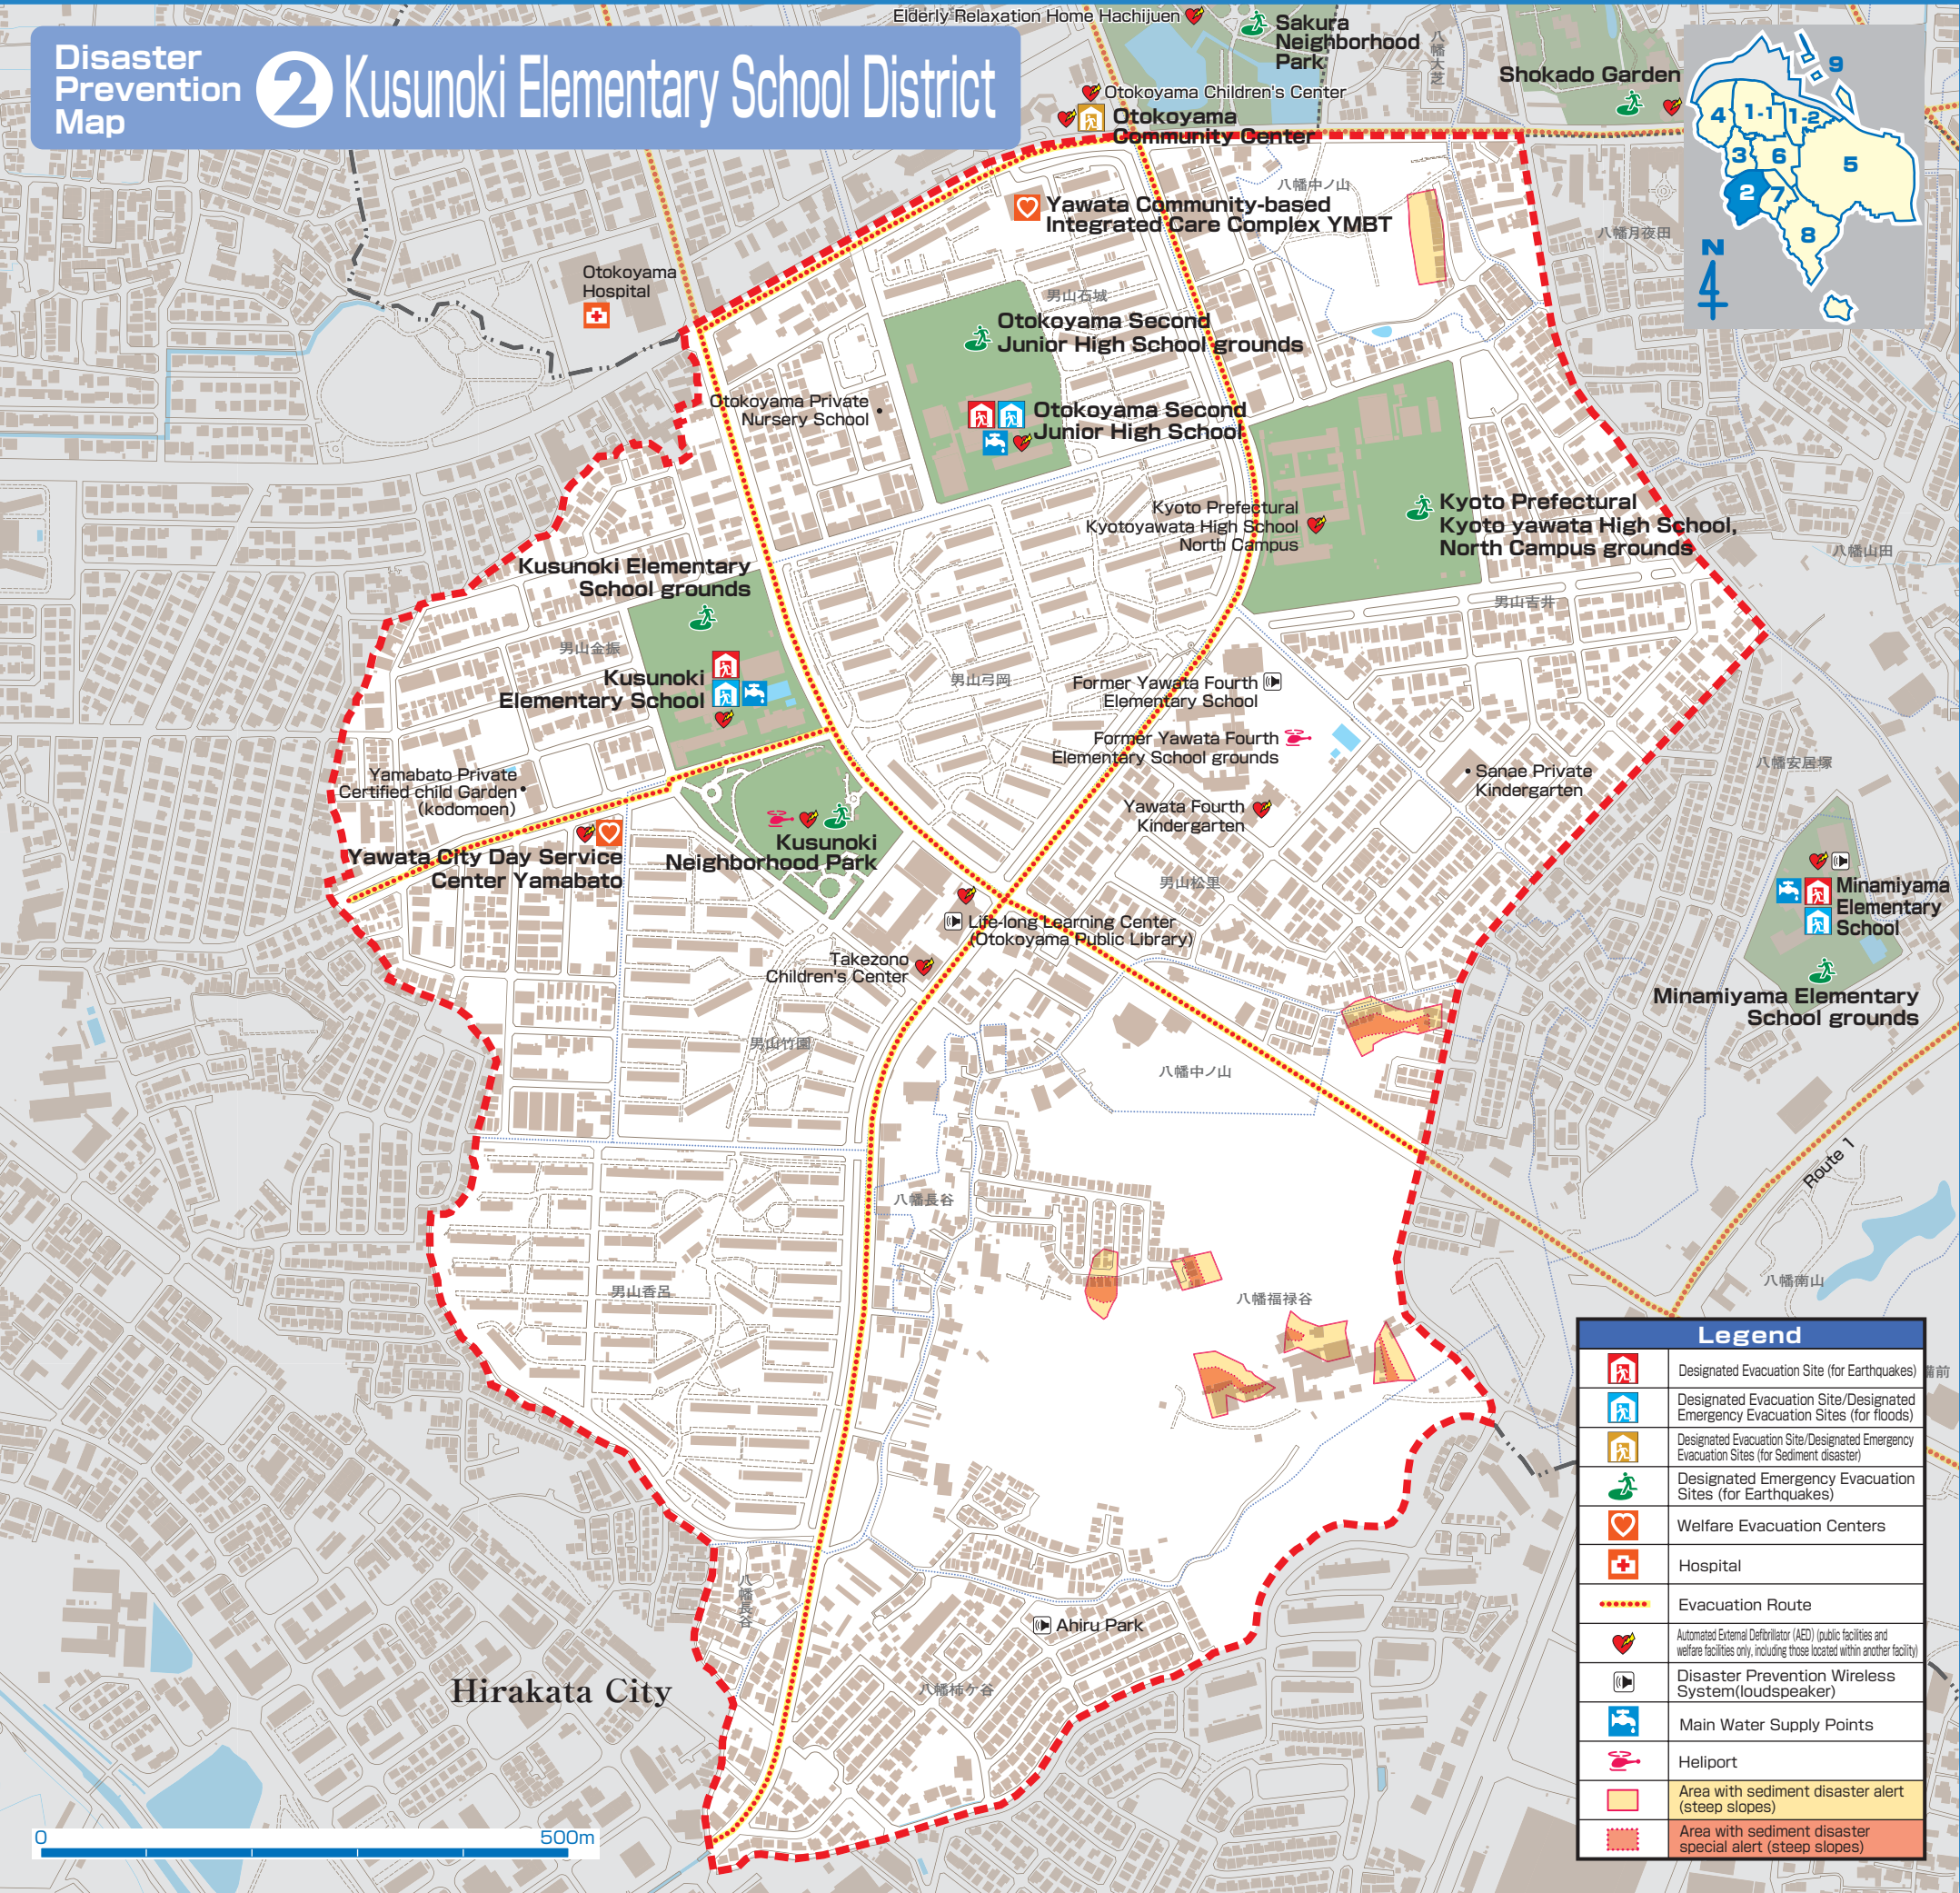 Disaster
Prevention
Map
2 Kusunoki Elementary School District
Elderly Relaxation Home Hachijuen
Sakura
Neighborhood
Park
八幡大芝
Shokado Garden
Otokoyama Children's Center
Otokoyama
Community Center
9
4
1-1
1-2
3
6
5
2
7
8
N
八幡中ノ山
Yawata Community-based
Integrated Care Complex YMBT
八幡月夜田
Otokoyama
Hospital
男山石城
Otokoyama Second
Junior High School grounds
Otokoyama Private
Nursery School
Otokoyama Second
Junior High School
Kyoto Prefectural
Kyotoyawata High School
North Campus
Kyoto Prefectural
Kyoto yawata High School,
North Campus grounds
八幡山田
Kusunoki Elementary
School grounds
男山吉井
男山金振
Kusunoki
Elementary School
男山弓岡
Former Yawata Fourth
Elementary School
Former Yawata Fourth
Elementary School grounds
八幡安居塚
Sanae Private
Kindergarten
Yamabato Private
Certified child Garden
(kodomoen)
Yawata Fourth
Kindergarten
Yawata City Day Service
Center Yamabato
Kusunoki
Neighborhood Park
男山松里
Minamiyama
Elementary
School
Life-long Learning Center
(Otokoyama Public Library)
Takezono
Children's Center
Minamiyama Elementary
School grounds
男山竹園
八幡中ノ山
Route 1
八幡長谷
八幡南山
男山香呂
八幡福禄谷
Legend
Designated Evacuation Site (for Earthquakes)
Designated Evacuation Site/Designated
Emergency Evacuation Sites (for floods)
Designated Evacuation Site/Designated Emergency
Evacuation Sites (for Sediment disaster)
Designated Emergency Evacuation
Sites (for Earthquakes)
Welfare Evacuation Centers
Hospital
Evacuation Route
Automated External Defibrillator (AED) (public facilities and
welfare facilities only, including those located within another facility)
Disaster Prevention Wireless
System(loudspeaker)
Main Water Supply Points
Heliport
Area with sediment disaster alert
(steep slopes)
Area with sediment disaster
special alert (steep slopes)
八幡長谷
Ahiru Park
Hirakata City
八幡柿ケ谷
0
500m